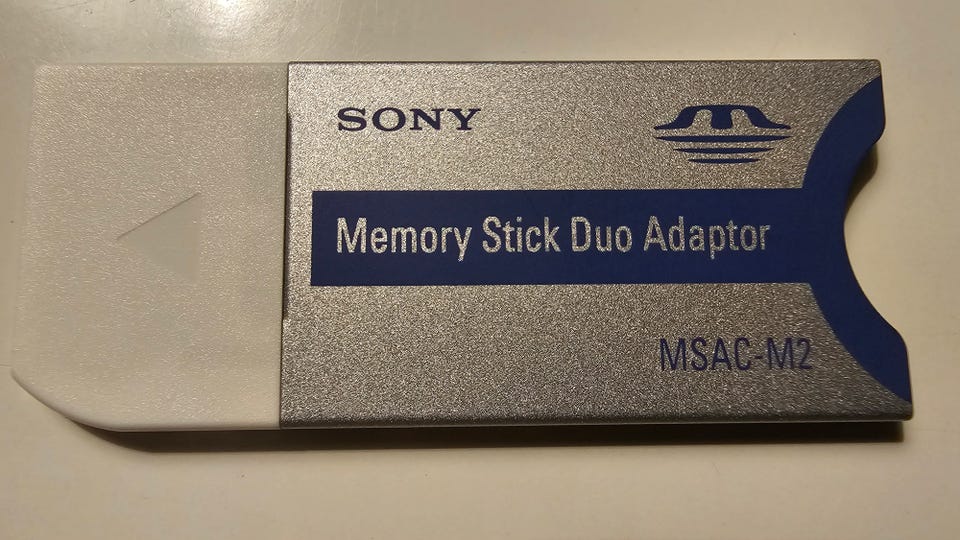 SONY
Memory Stick Duo Adaptor
MSAC-M2